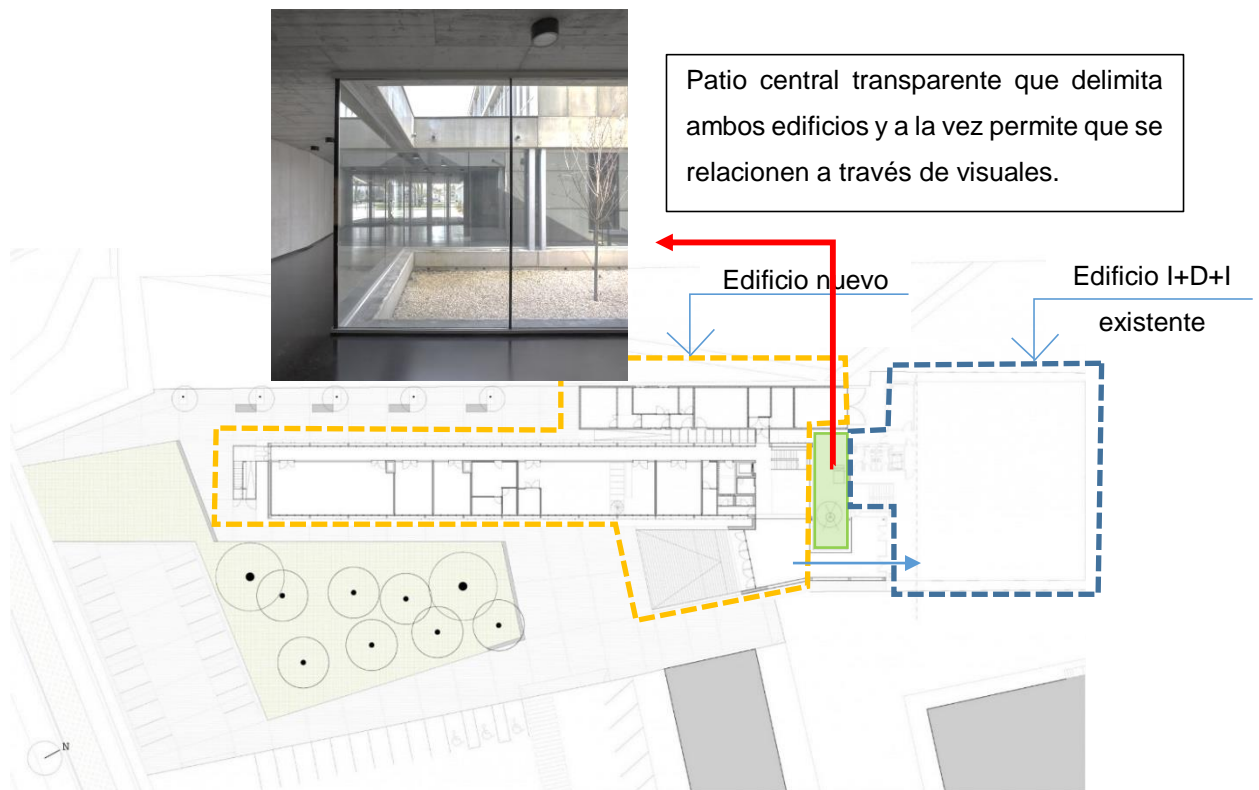 Patio central transparente que delimita
ambos edificios y a la vez permite que se
relacionen a través de visuales.
Edificio nuevo
Edificio I+D+I
existente
N